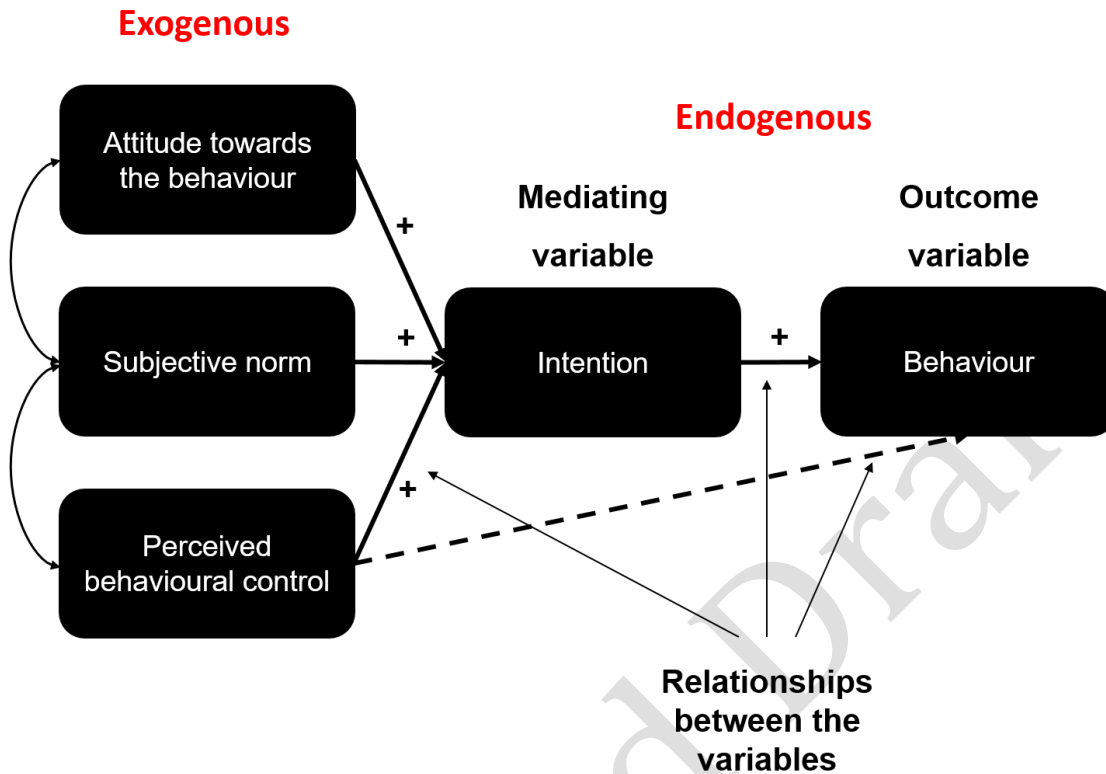 Exogenous
Attitude towards
the behaviour
Endogenous
Mediating
variable
Outcome
variable
+
Subjective norm
+
Intention
+
Behaviour
+
Perceived
behavioural control
Relationships
between the
variables